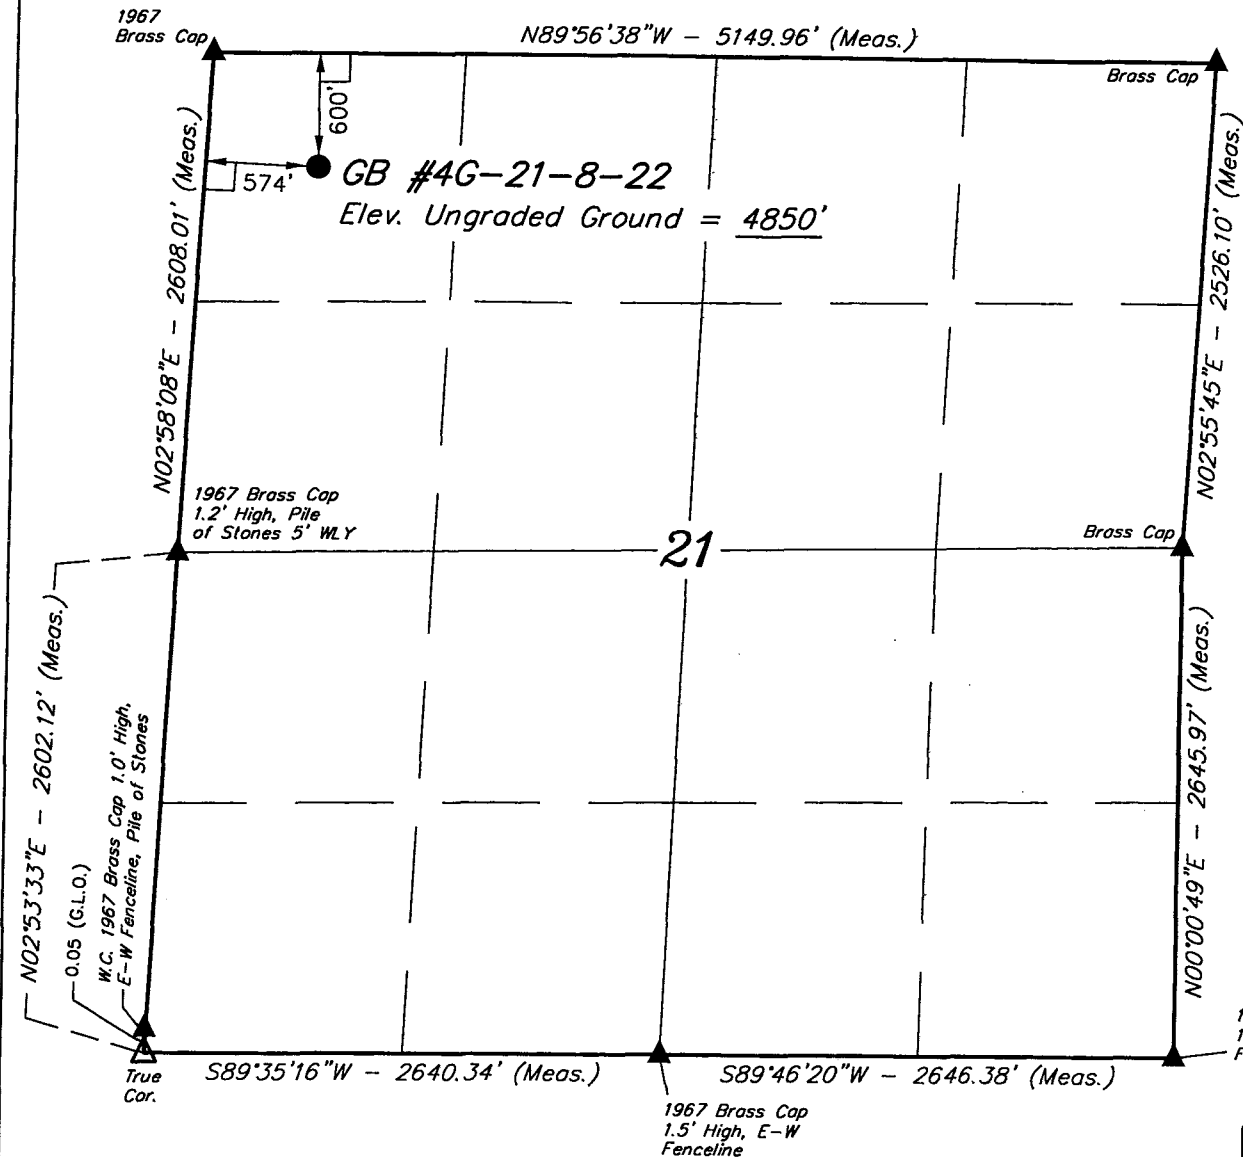 1967
Brass Cap
N89°56'38"W - 5149.96' (Meas.)
Brass Cap
600'
574'
GB #4G-21-8-22
Elev. Ungraded Ground = 4850'
N02°58'08"E - 2608.01' (Meas.)
N02°55'45"E - 2526.10' (Meas.)
1967 Brass Cap
1.2' High, Pile
of Stones 5' WLY
21
Brass Cap
N02°53'33"E - 2602.12' (Meas.)
0.05 (G.L.O.)
W.C. 1967 Brass Cap 1.0' High,
E-W Fenceline, Pile of Stones
N00°00'49"E - 2645.97' (Meas.)
True
Cor.
S89°35'16"W - 2640.34' (Meas.)
S89°46'20"W - 2646.38' (Meas.)
1967 Brass Cap
1.5' High, E-W
Fenceline